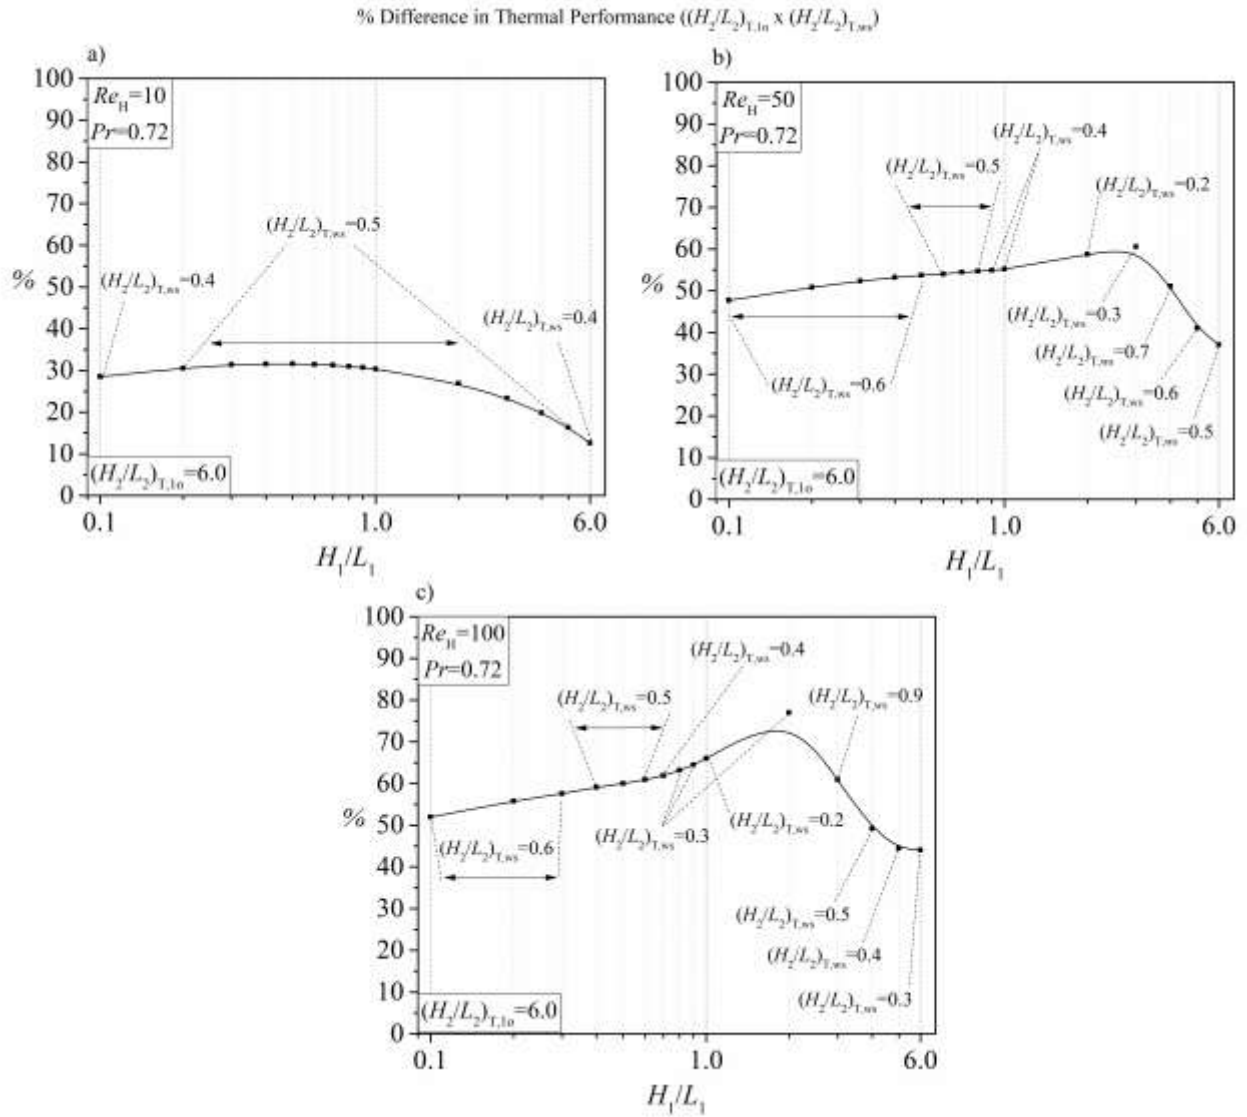 % Difference in Thermal Performance ((H₂/L₂)T,1o x (H₂/L₂)T,ws)
a)
100
90
80
70
60
50
40
30
20
10
0
%
Re_H=10
Pr=0.72
(H₂/L₂)T,ws=0.5
(H₂/L₂)T,ws=0.4
(H₂/L₂)T,ws=0.4
(H₂/L₂)T,1o=6.0
0.1
1.0
6.0
H₁/L₁
b)
100
90
80
70
60
50
40
30
20
10
0
%
Re_H=50
Pr=0.72
(H₂/L₂)T,ws=0.4
(H₂/L₂)T,ws=0.5
(H₂/L₂)T,ws=0.2
(H₂/L₂)T,ws=0.3
(H₂/L₂)T,ws=0.7
(H₂/L₂)T,ws=0.6
(H₂/L₂)T,ws=0.6
(H₂/L₂)T,ws=0.5
(H₂/L₂)T,1o=6.0
0.1
1.0
6.0
H₁/L₁
c)
100
90
80
70
60
50
40
30
20
10
0
%
Re_H=100
Pr=0.72
(H₂/L₂)T,ws=0.4
(H₂/L₂)T,ws=0.5
(H₂/L₂)T,ws=0.9
(H₂/L₂)T,ws=0.2
(H₂/L₂)T,ws=0.3
(H₂/L₂)T,ws=0.6
(H₂/L₂)T,ws=0.5
(H₂/L₂)T,ws=0.4
(H₂/L₂)T,ws=0.3
(H₂/L₂)T,1o=6.0
0.1
1.0
6.0
H₁/L₁